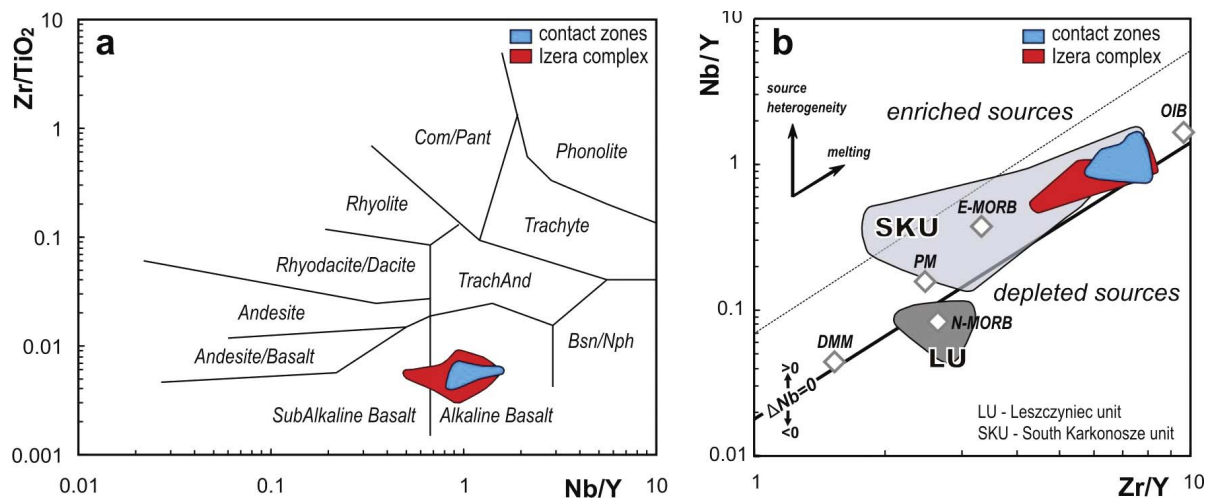 a
contact zones
Izera complex
Zr/TiO2
10
1
0.1
0.01
0.001
Com/Pant
Phonolite
Rhyolite
Trachyte
Rhyodacite/Dacite
TrachAnd
Andesite
Andesite/Basalt
Bsn/Nph
SubAlkaline Basalt
Alkaline Basalt
0.01
0.1
1
Nb/Y
10
b
contact zones
Izera complex
Nb/Y
10
1
0.1
0.01
source
heterogeneity
melting
enriched sources
OIB
SKU
E-MORB
PM
depleted sources
N-MORB
LU
DMM
>0
ΔNb=0
<0
LU - Leszczyniec unit
SKU - South Karkonosze unit
1
Zr/Y
10